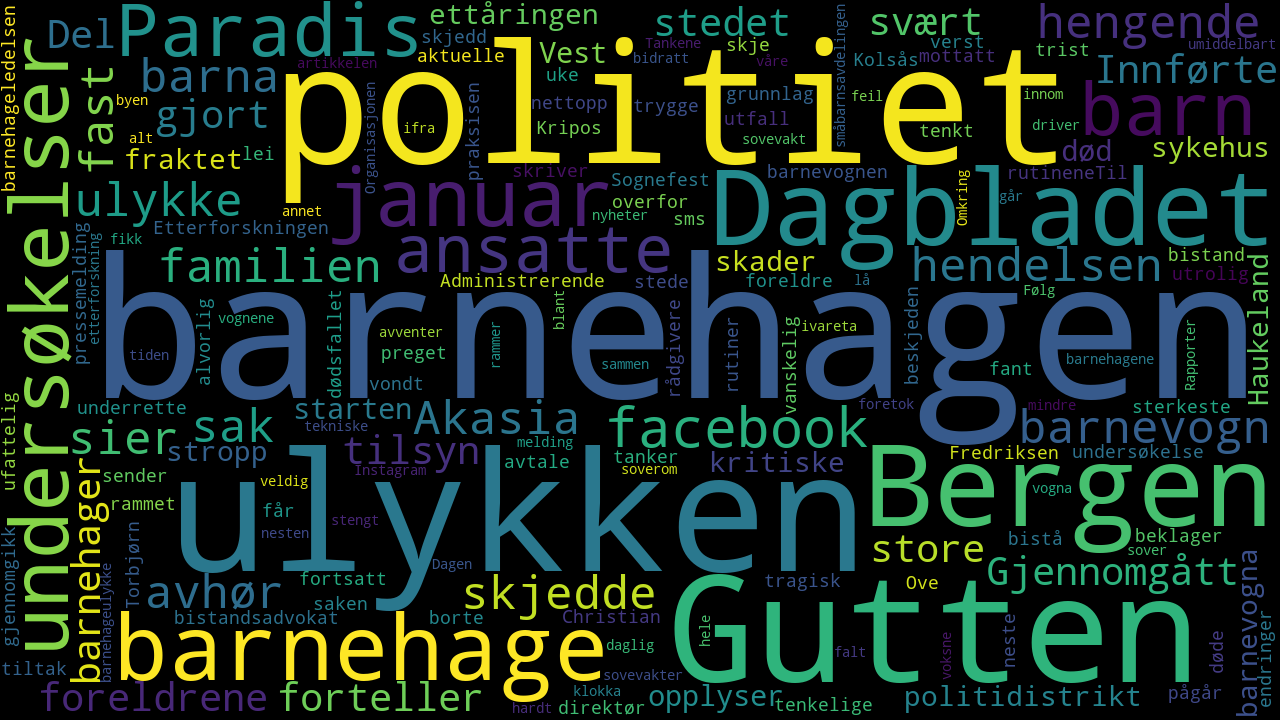 barnehageledelsen
Del
Paradis
ettåringen
stedet
svært
hengende
skjedd
aktuelle
Vest
Tankene
skje
småbarnsavdelingen
verst
trist
umiddelbart
artikkelen
bidratt
våre
Kolsås
mottatt
Innførte
barna
politiet
uke
grunnlag
feil
innom
barn
byen
gjort
fast
nettopp
trygge
utfall
ifra
Kripos
sovevakt
tenkt
driver
alt
fraktet
lei
Organisasjonen
praksisen
død
sykehus
undersøkelser
ulykke
januar
skriver
barnevognen
Dagbladet
rutineneTil
Sognefest
Omkring
går
annet
overfor
nyheter
sms
Etterforskningen
fikk
pressemelding
etterforskning
ansatte
familien
skader
hendelsen
bistand
utrolig
Haukeland
Administrerende
stede
foreldre
lå
Følg
barnehagen
alvorlig
vognene
dødsfallet
avventer
blant
rammer
rådgivere
rutiner
ivareta
vanskelig
beskjeden
Rapporter
tiden
preget
sammen
barnehagene
fant
vondt
ufattelig
underrette
starten
Akasia
tekniske
foretok
mindre
sterkeste
sier
sak
facebook
barnevogn
stropp
tilsyn
melding
avtale
tanker
soverom
kritiske
Fredriksen
undersøkelse
Instagram
barnehager
sender
veldig
ulykken
Bergen
vogna
rammet
får
stengt
nesten
gjennomgikk
Torbjørn
bistå
beklager
sover
store
Dagen
barnehageulykke
avhør
fortsatt
skjedde
tragisk
Ove
Gjennomgått
barnevogna
saken
bistandsadvokat
borte
Christian
Gutten
hele
barnehage
daglig
falt
voksne
neste
døde
endringer
tiltak
sovevakter
foreldrene
forteller
klokka
hardt
direktør
opplyser
tenkelige
politidistrikt
pågår